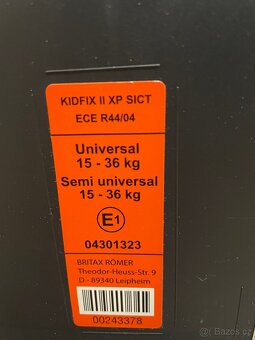 KIDFIX II XP SICT
ECE R44/04
Universal
15 - 36 kg
Semi universal
15 - 36 kg
E1
04301323
BRITAX RÖMER
Theodor-Heuss-Str. 9
D - 89340 Leipheim
00243378
Bazoš.cz